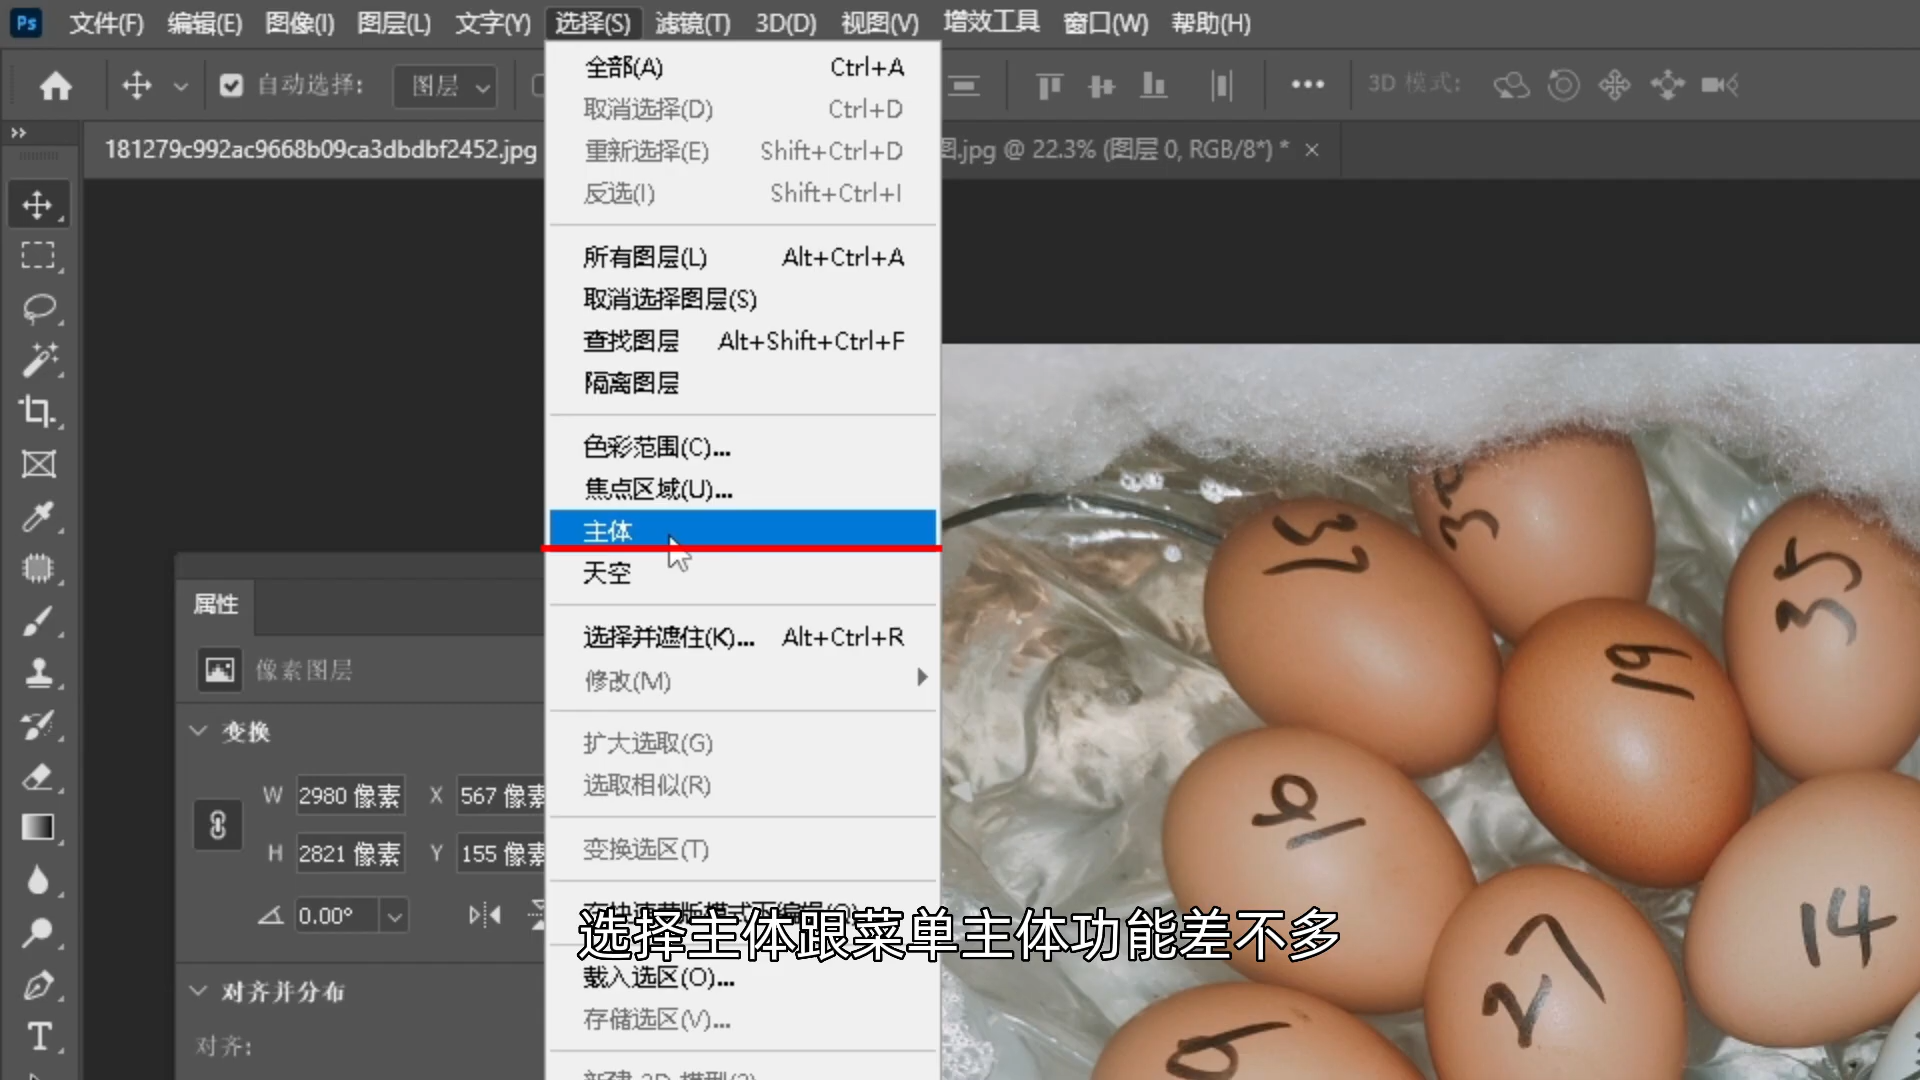 Ps 文件(F) 编辑(E) 图像(I) 图层(L) 文字(Y) 选择(S) 滤镜(T) 3D(D) 视图(V) 增效工具 窗口(W) 帮助(H)
自动选择: 图层 3D 模式:
181279c992ac9668b09ca3dbdbf2452.jpg 图.jpg @ 22.3% (图层 0, RGB/8*) * ×
全部(A) Ctrl+A
取消选择(D) Ctrl+D
重新选择(E) Shift+Ctrl+D
反选(I) Shift+Ctrl+I
所有图层(L) Alt+Ctrl+A
取消选择图层(S)
查找图层 Alt+Shift+Ctrl+F
隔离图层
色彩范围(C)...
焦点区域(U)...
主体
天空
选择并遮住(K)... Alt+Ctrl+R
修改(M)
扩大选取(G)
选取相似(R)
变换选区(T)
载入选区(O)...
存储选区(V)...
属性
像素图层
变换
W 2980 像素 X 567 像素
H 2821 像素 Y 155 像素
0.00°
对齐并分布
对齐:
选择主体跟菜单主体功能差不多
37
30
35
19
16
14
27